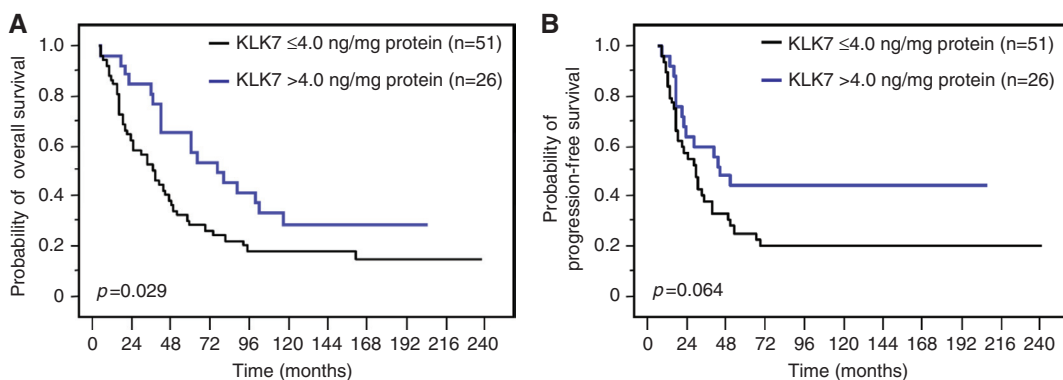 A
Probability of overall survival
1.0
0.8
0.6
0.4
0.2
0
KLK7 ≤4.0 ng/mg protein (n=51)
KLK7 >4.0 ng/mg protein (n=26)
p=0.029
0 24 48 72 96 120 144 168 192 216 240
Time (months)
B
Probability of
progression-free survival
1.0
0.8
0.6
0.4
0.2
0
KLK7 ≤4.0 ng/mg protein (n=51)
KLK7 >4.0 ng/mg protein (n=26)
p=0.064
0 24 48 72 96 120 144 168 192 216 240
Time (months)